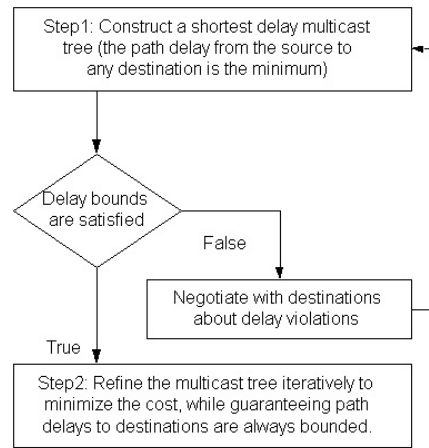 Step1: Construct a shortest delay multicast
tree (the path delay from the source to
any destination is the minimum)
Delay bounds
are satisfied
False
Negotiate with destinations
about delay violations
True
Step2: Refine the multicast tree iteratively to
minimize the cost, while guaranteeing path
delays to destinations are always bounded.